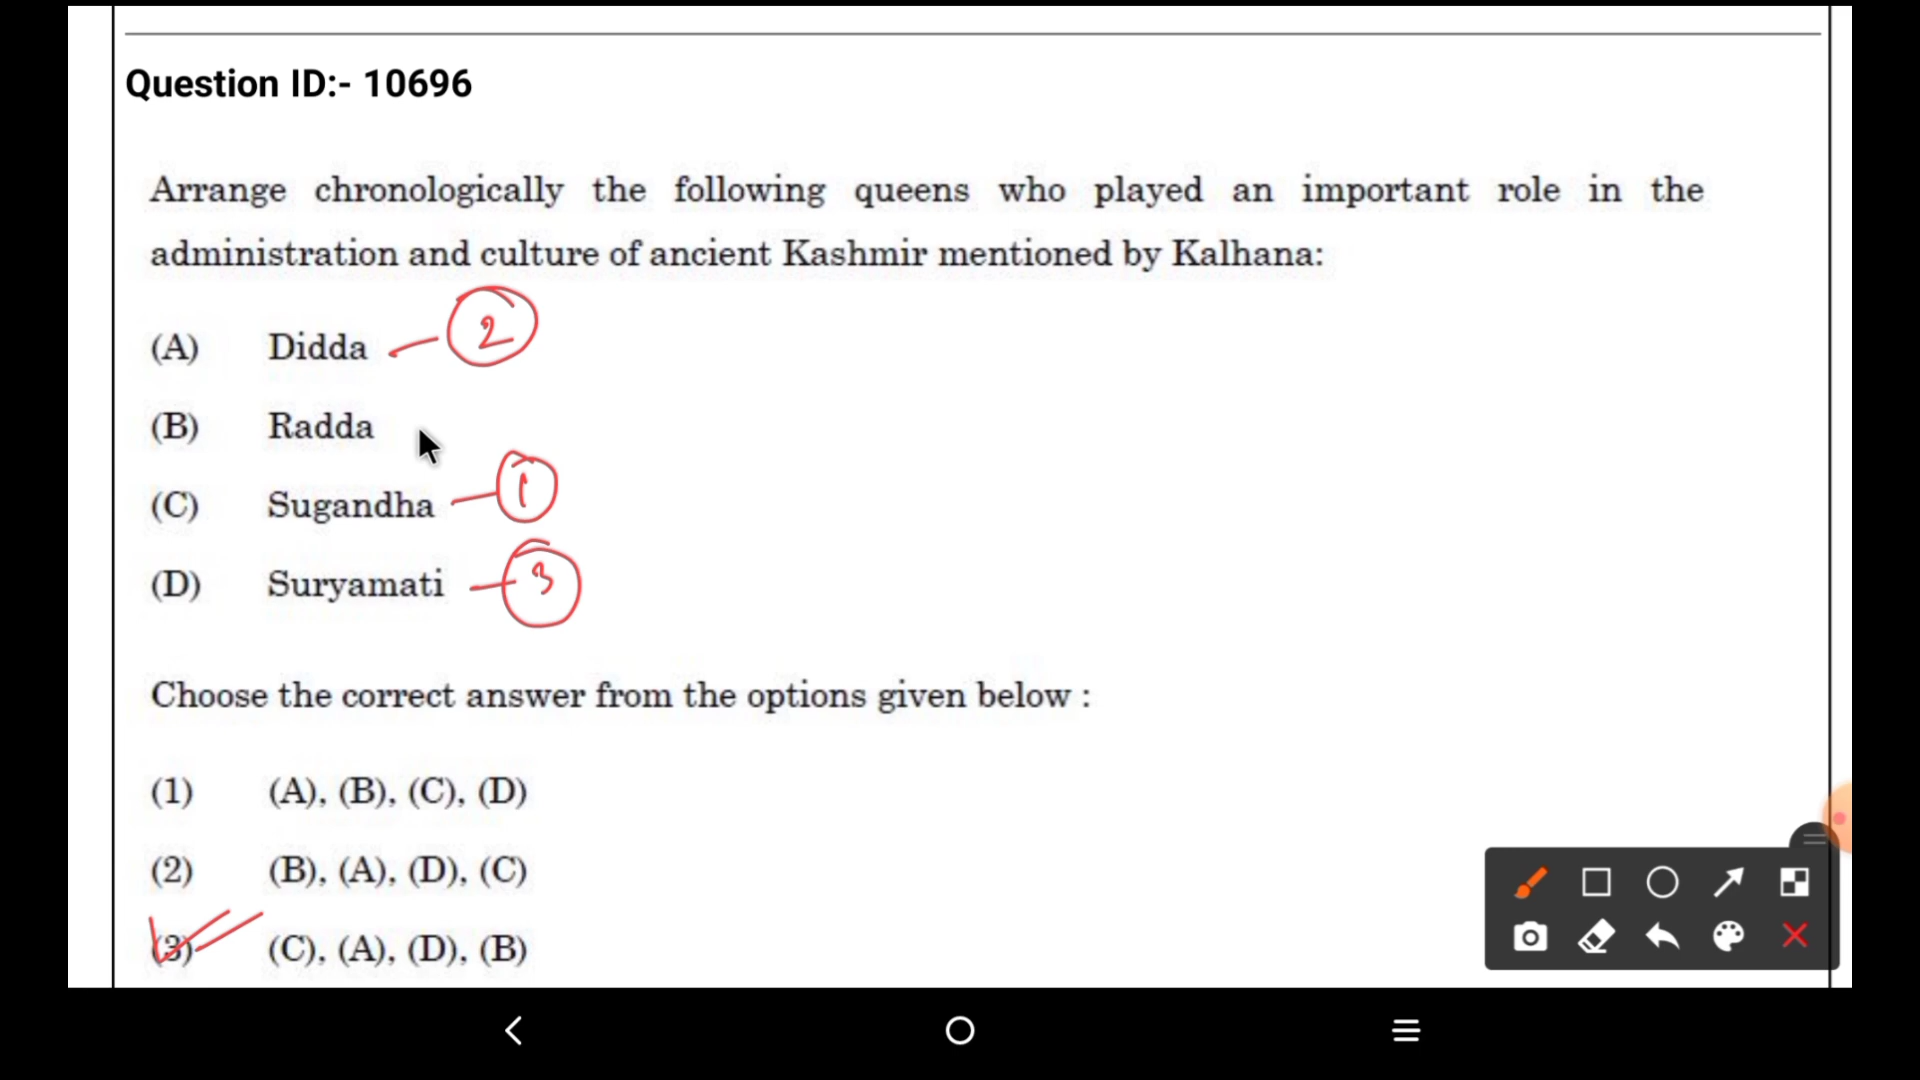 Question ID:- 10696
Arrange chronologically the following queens who played an important role in the
administration and culture of ancient Kashmir mentioned by Kalhana:
(A) Didda 2
(B) Radda
(C) Sugandha 1
(D) Suryamati 3
Choose the correct answer from the options given below :
(1) (A), (B), (C), (D)
(2) (B), (A), (D), (C)
(3) (C), (A), (D), (B)